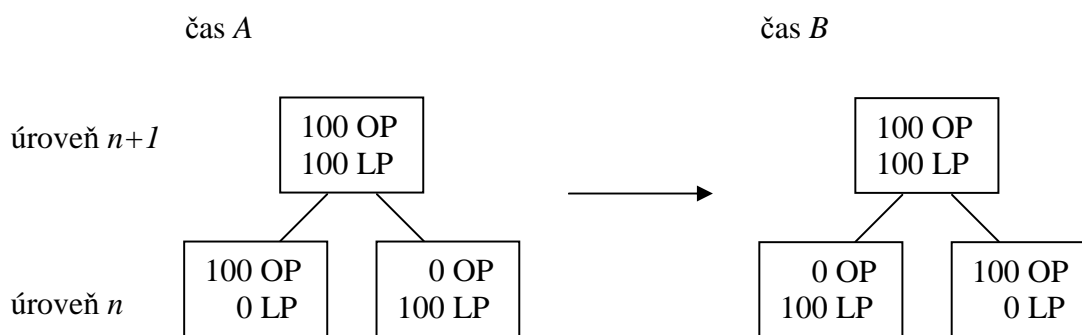 čas A
čas B
úroveň n+1
100 OP
100 LP
100 OP
100 LP
úroveň n
100 OP
0 LP
0 OP
100 LP
0 OP
100 LP
100 OP
0 LP